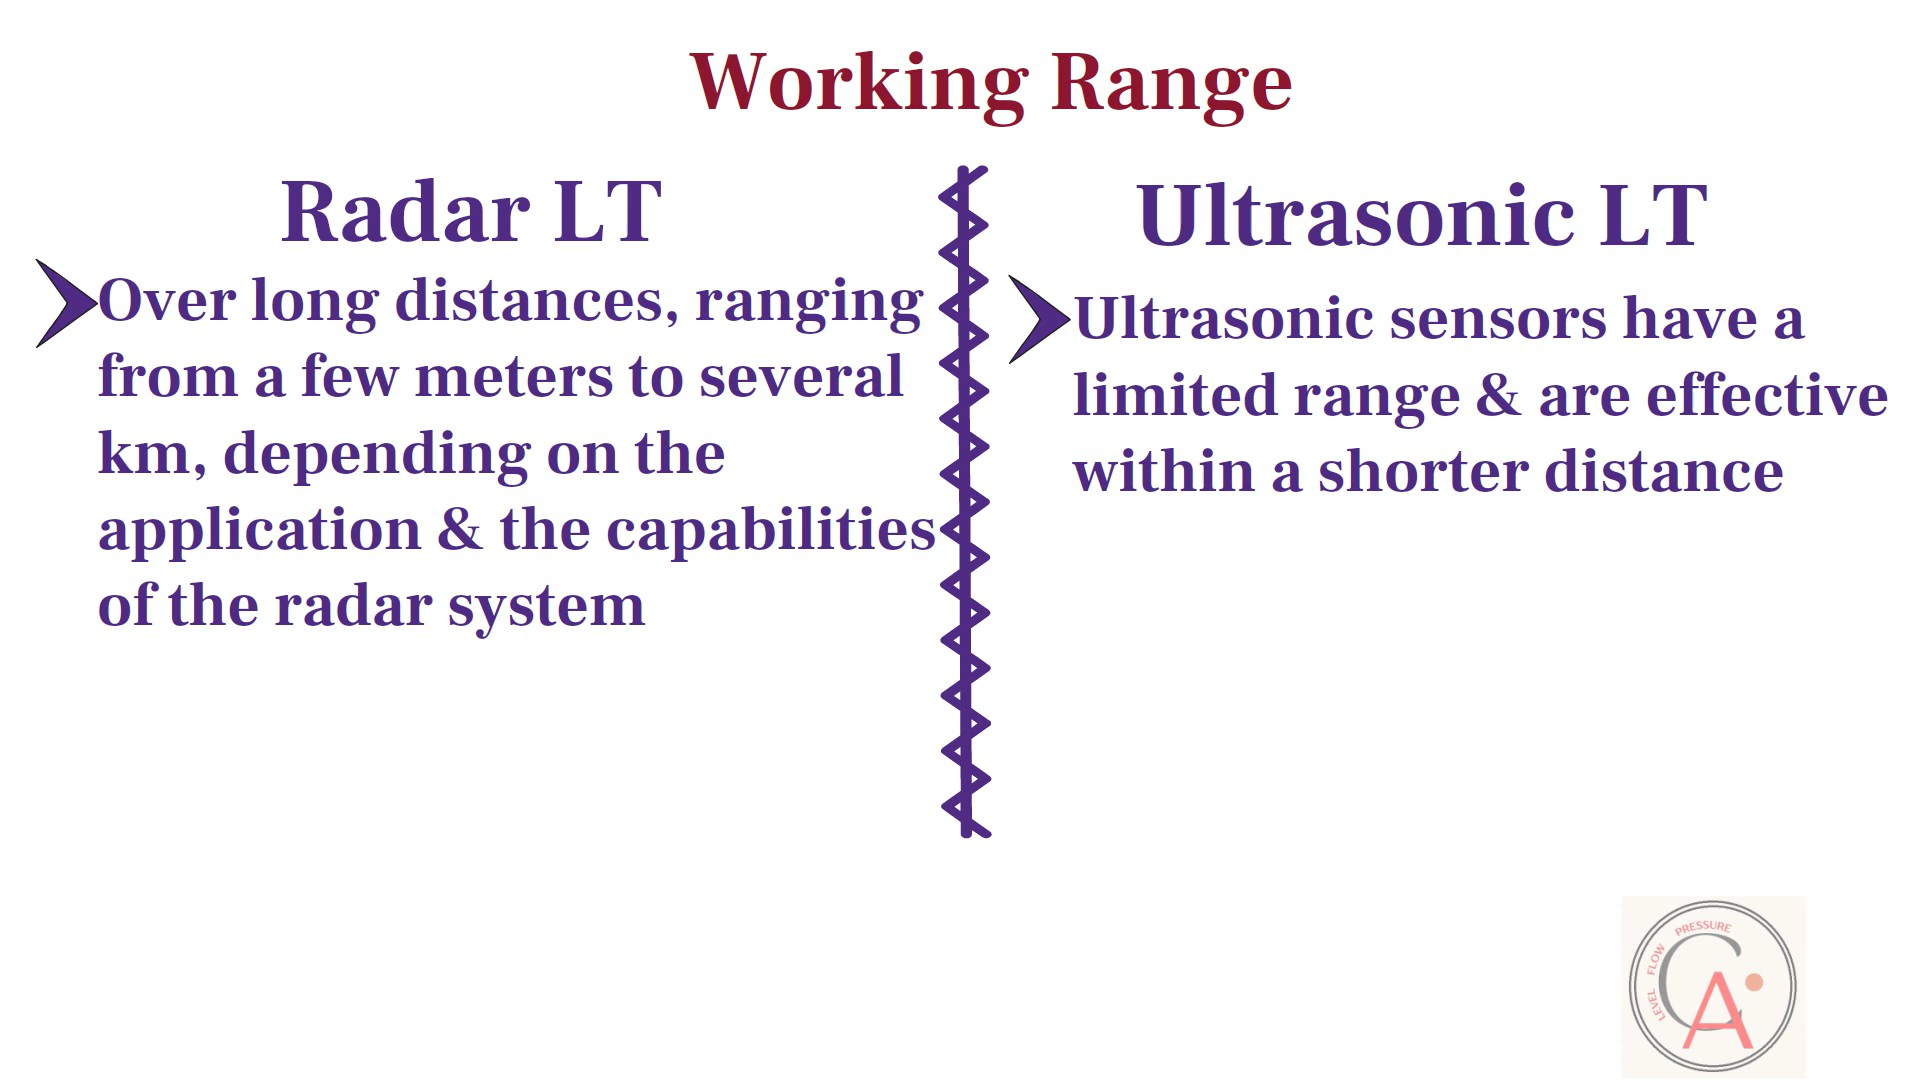 Working Range
Radar LT
Over long distances, ranging
from a few meters to several
km, depending on the
application & the capabilities
of the radar system
Ultrasonic LT
Ultrasonic sensors have a
limited range & are effective
within a shorter distance
LEVEL FLOW PRESSURE
CA